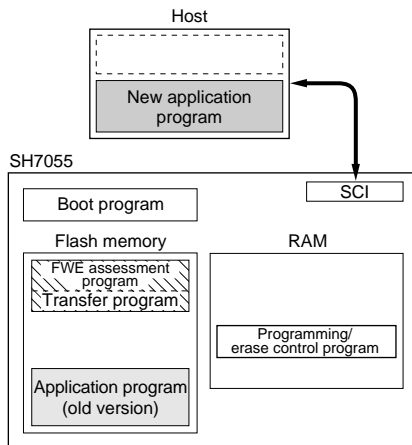 Host
New application
program
SH7055
SCI
Boot program
Flash memory
RAM
FWE assessment
program
Transfer program
Programming/
erase control program
Application program
(old version)